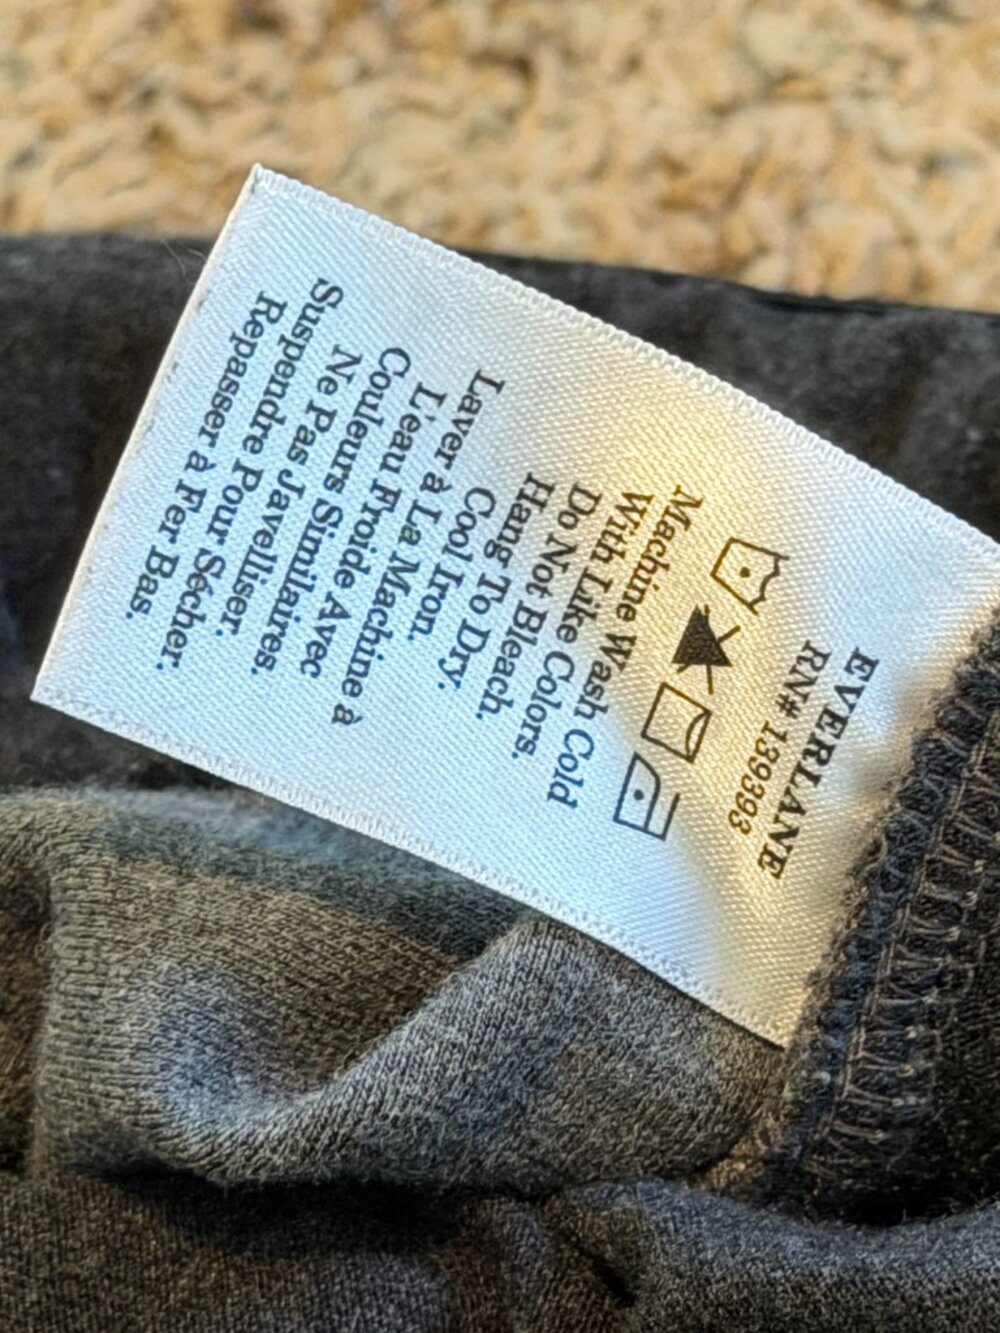 EVERLANE
RN# 139393
Machine Wash Cold
With Like Colors.
Do Not Bleach.
Hang To Dry.
Cool Iron.
Laver à La Machine à
L'eau Froide Avec
Couleurs Similaires.
Ne Pas Javelliser.
Suspendre Pour Sécher.
Repasser à Fer Bas.